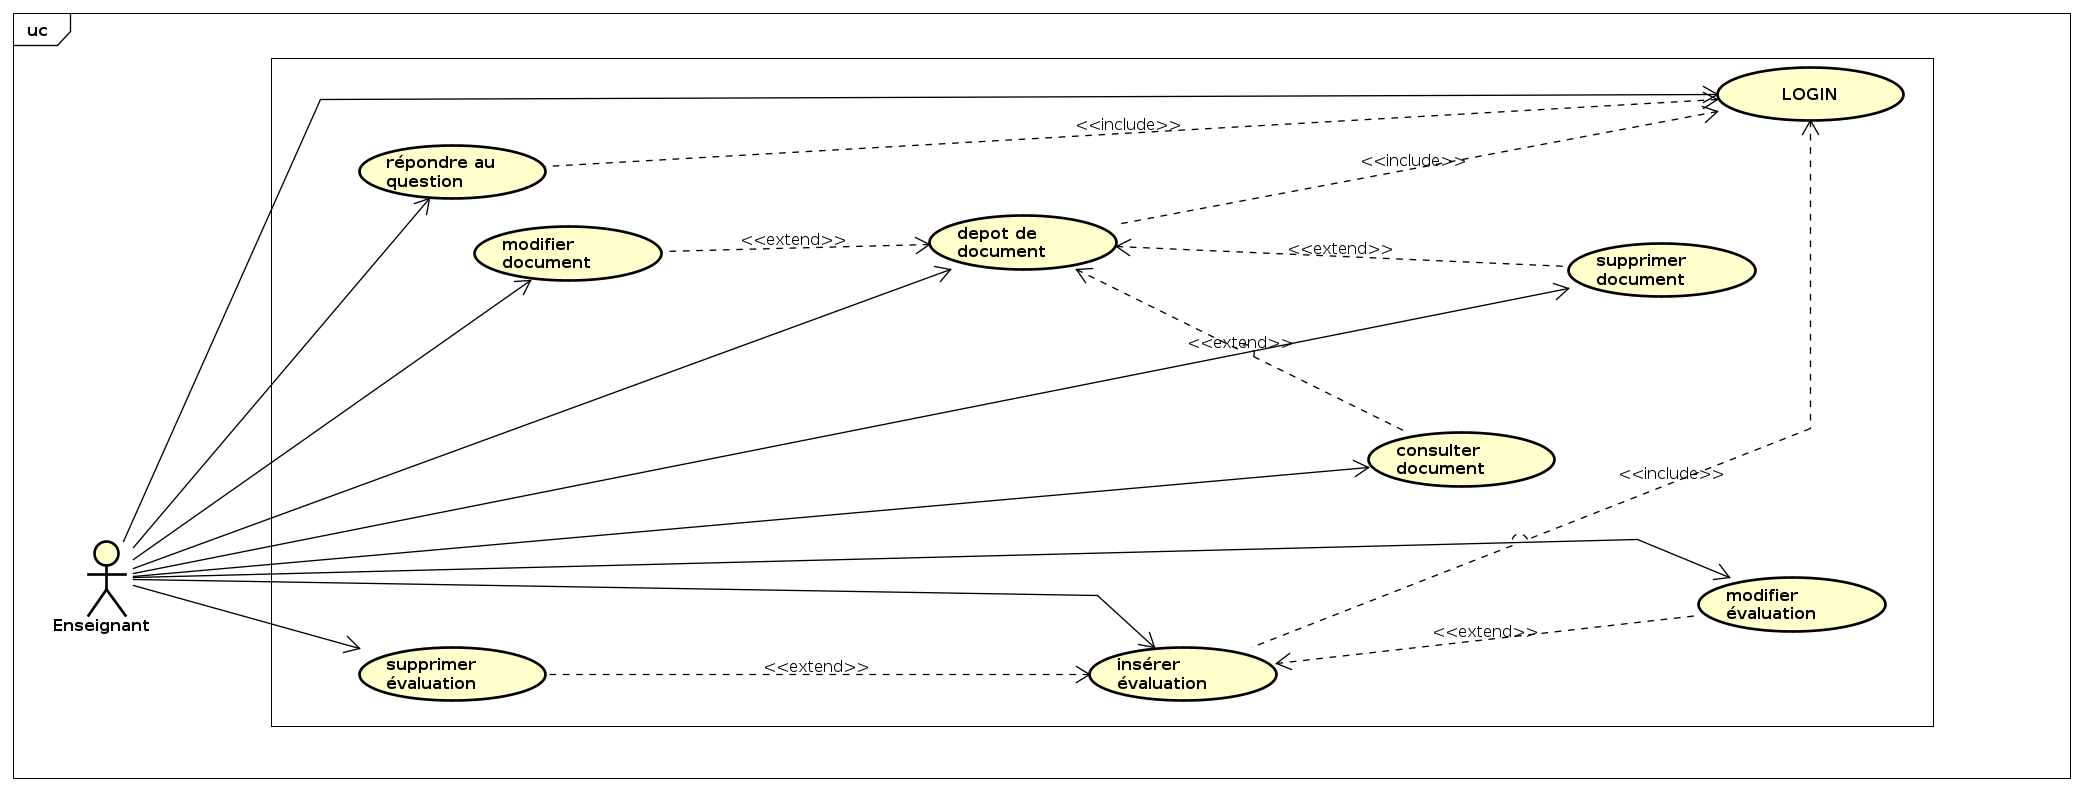 uc
LOGIN
<<include>>
répondre au
question
<<include>>
modifier
document
<<extend>>
depot de
document
<<extend>>
supprimer
document
<<extend>>
consulter
document
<<include>>
Enseignant
modifier
évaluation
<<extend>>
supprimer
évaluation
<<extend>>
insérer
évaluation